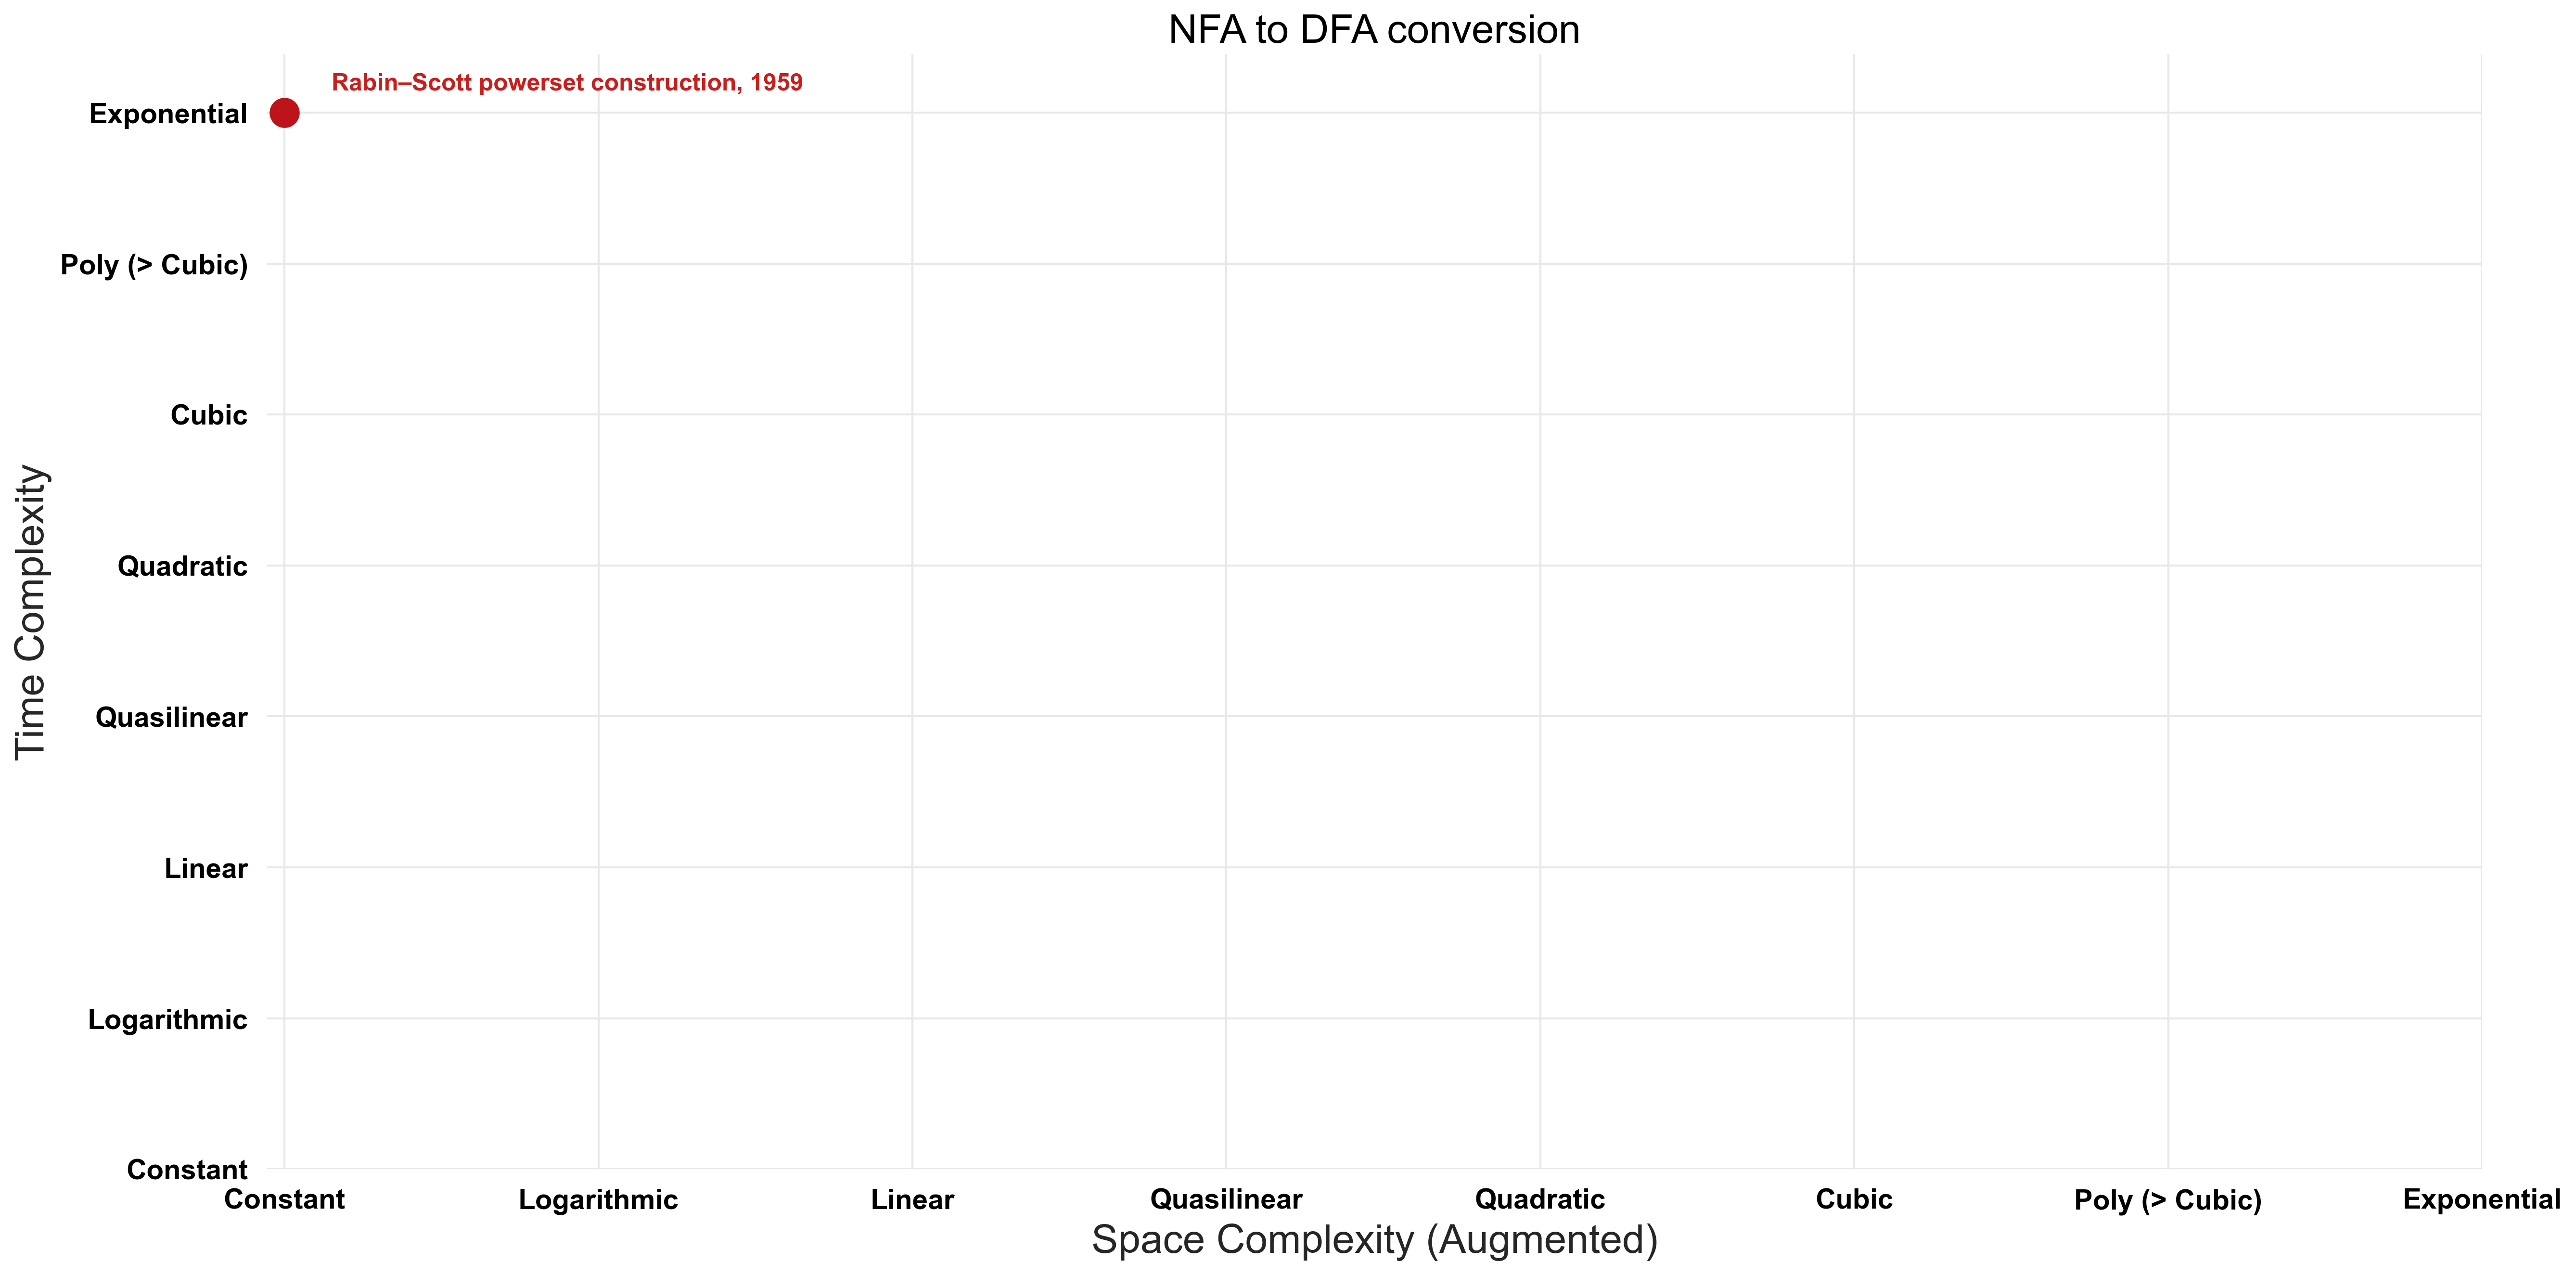 NFA to DFA conversion
Rabin–Scott powerset construction, 1959
Exponential
Poly (> Cubic)
Cubic
Quadratic
Quasilinear
Linear
Logarithmic
Constant
Time Complexity
Constant
Logarithmic
Linear
Quasilinear
Quadratic
Cubic
Poly (> Cubic)
Exponential
Space Complexity (Augmented)